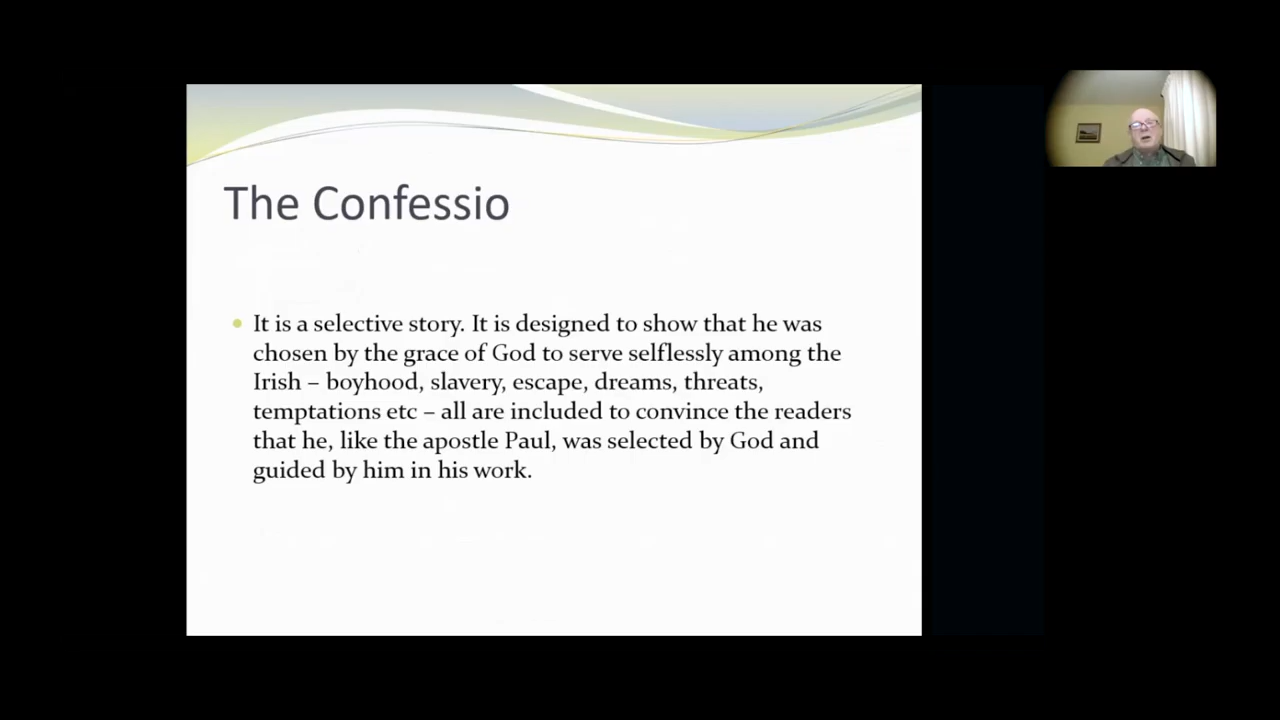 The Confessio
It is a selective story. It is designed to show that he was
chosen by the grace of God to serve selflessly among the
Irish – boyhood, slavery, escape, dreams, threats,
temptations etc – all are included to convince the readers
that he, like the apostle Paul, was selected by God and
guided by him in his work.